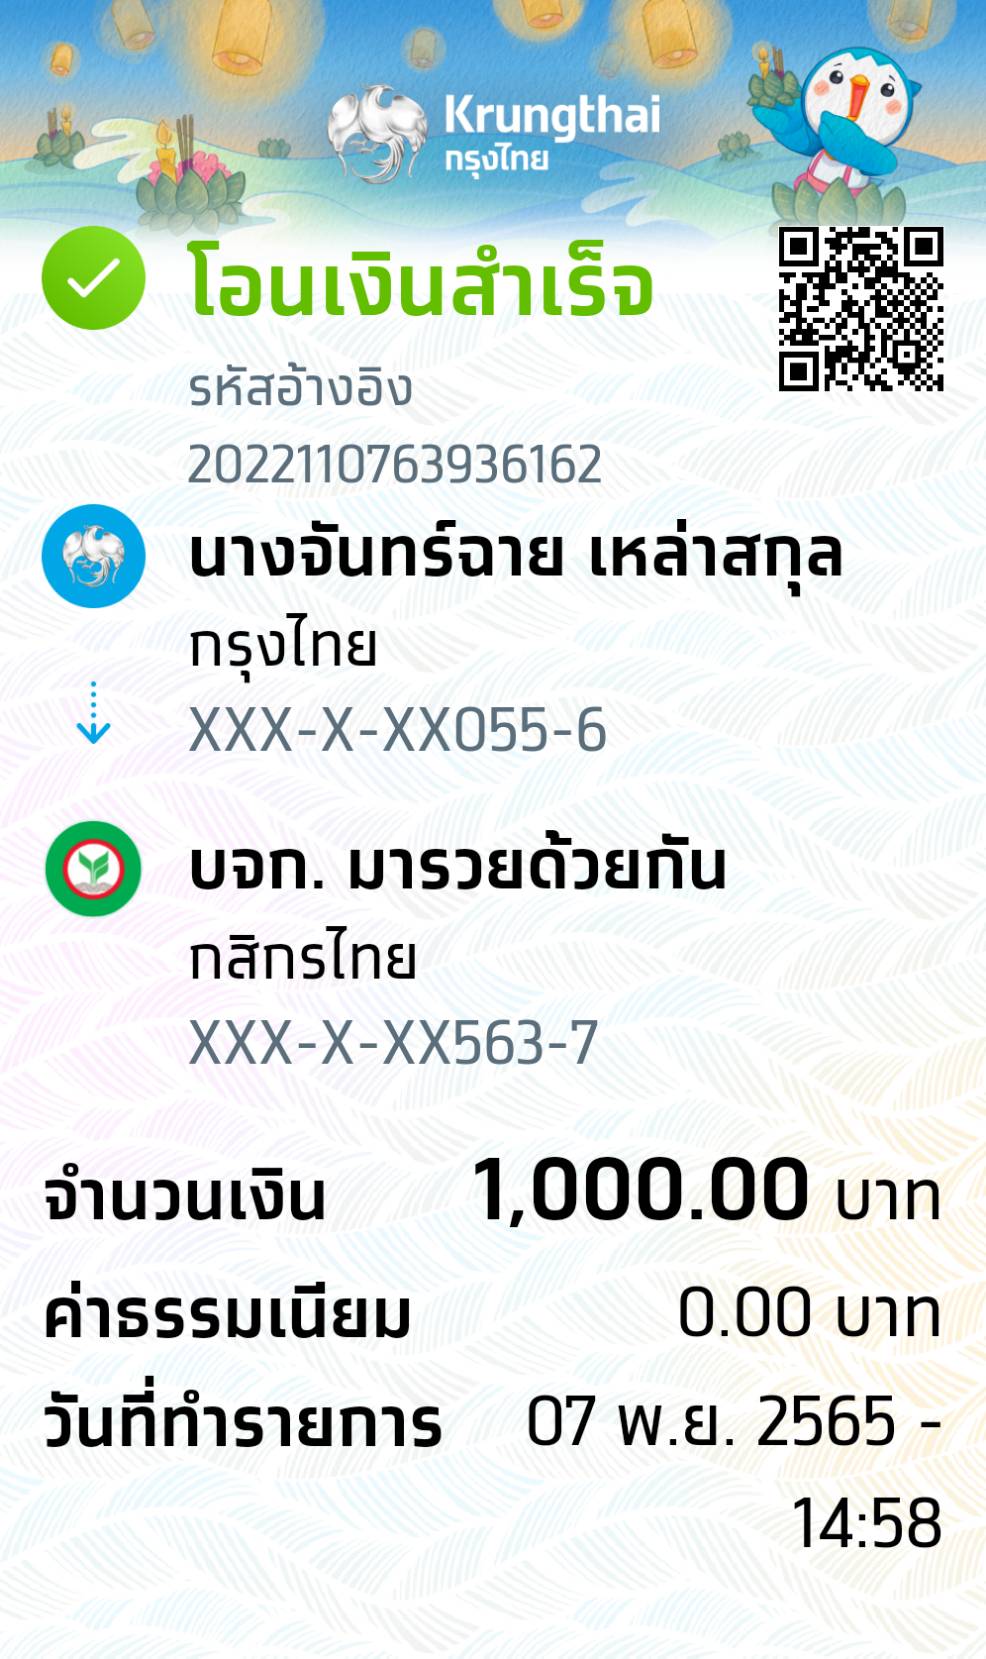 Krungthai
กรุงไทย
โอนเงินสำเร็จ
รหัสอ้างอิง
2022110763936162
นางจันทร์ฉาย เหล่าสกุล
กรุงไทย
XXX-X-XX055-6
บจก. มารวยด้วยกัน
กสิกรไทย
XXX-X-XX563-7
จำนวนเงิน 1,000.00 บาท
ค่าธรรมเนียม 0.00 บาท
วันที่ทำรายการ 07 พ.ย. 2565 -
14:58